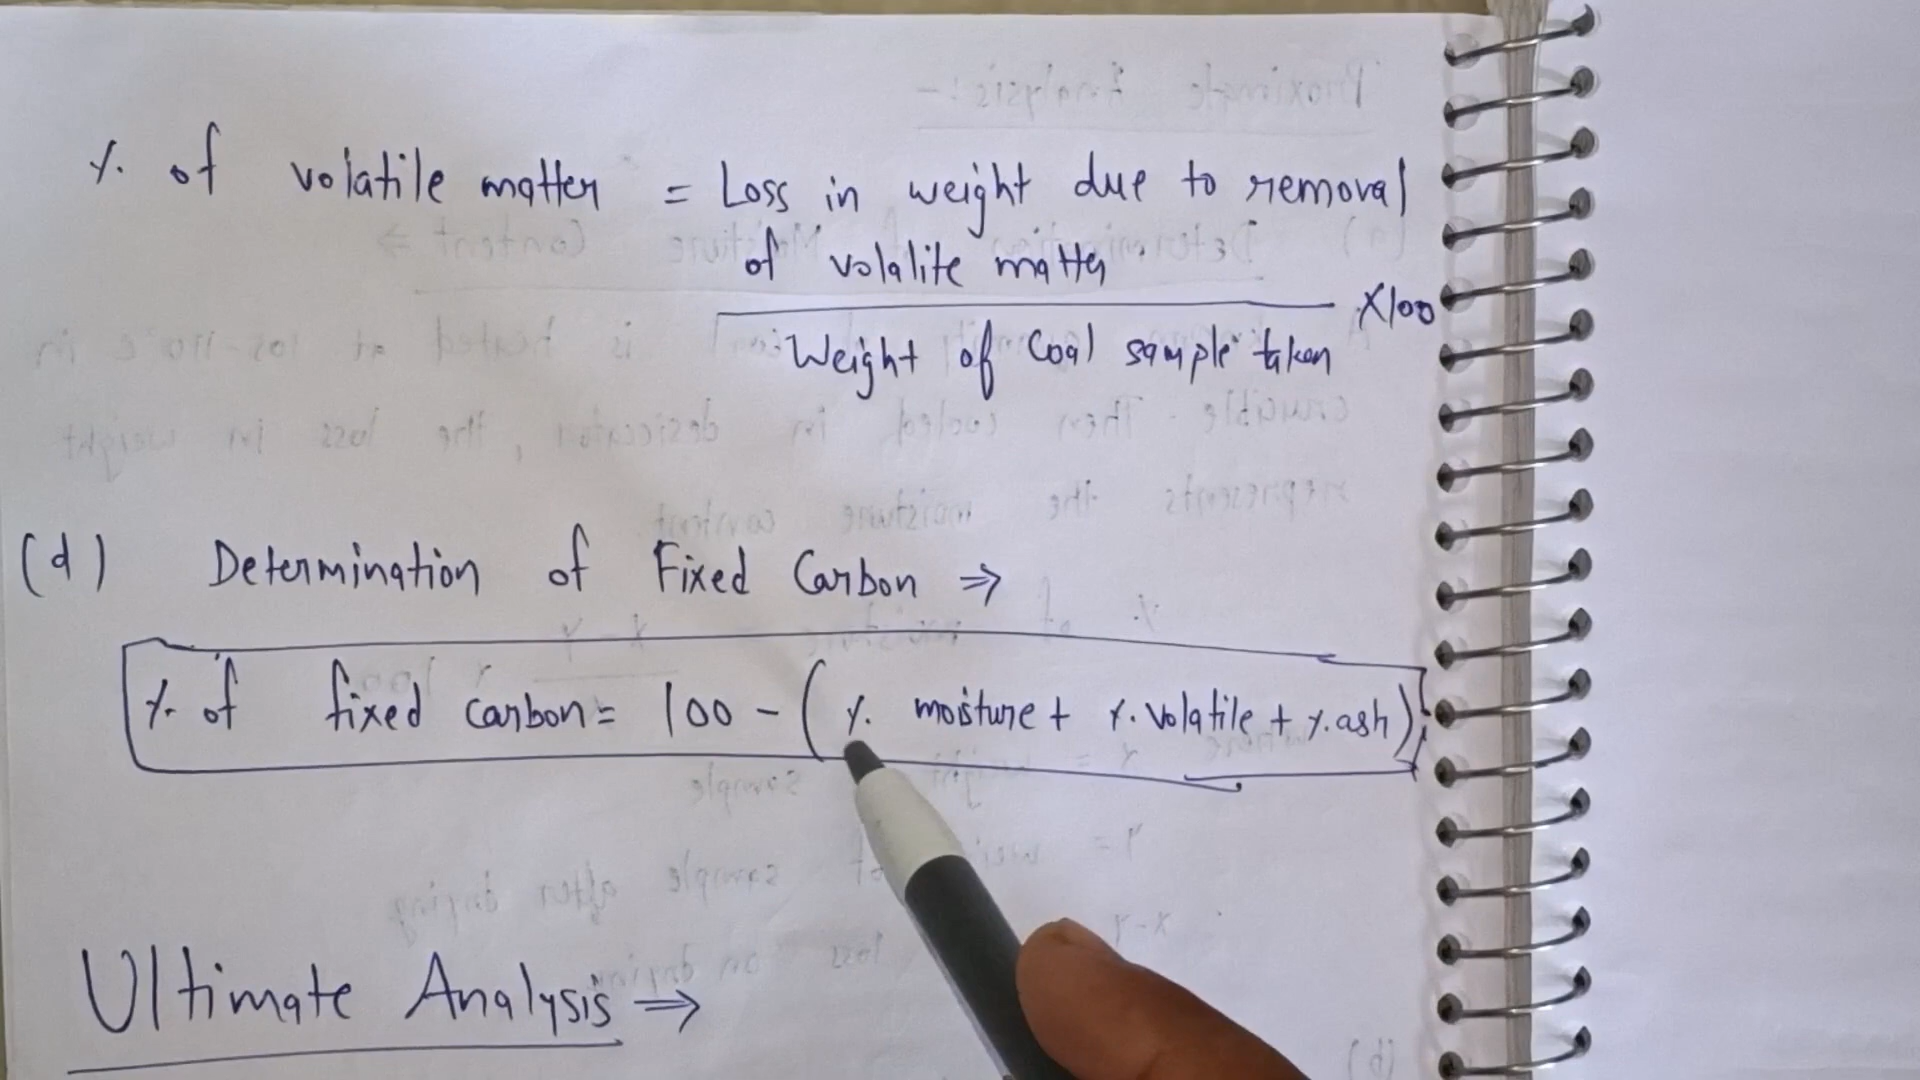 % of volatile matter = Loss in weight due to removal
of volalite matter
Weight of Coal sample taken
×100
(d) Determination of Fixed Carbon ⇒
% of fixed carbon = 100 - (% moisture + % volatile + % ash)
Ultimate Analysis →